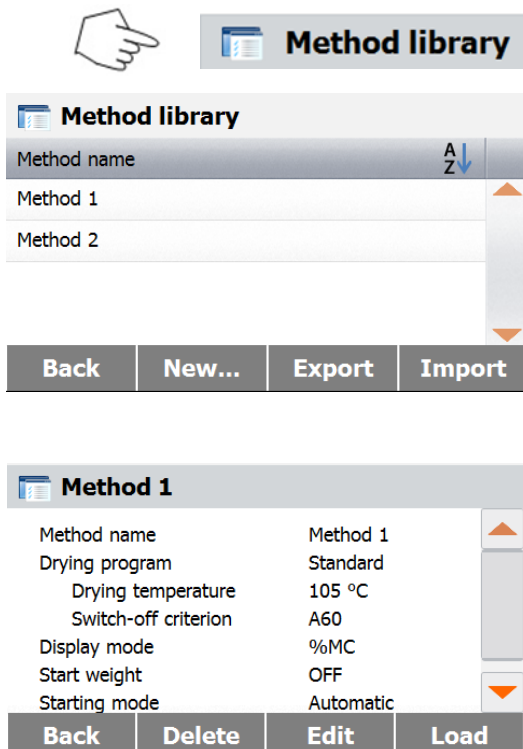 Method library
Method library
Method name AZ
Method 1
Method 2
Back New... Export Import
Method 1
Method name Method 1
Drying program Standard
Drying temperature 105 °C
Switch-off criterion A60
Display mode %MC
Start weight OFF
Starting mode Automatic
Back Delete Edit Load